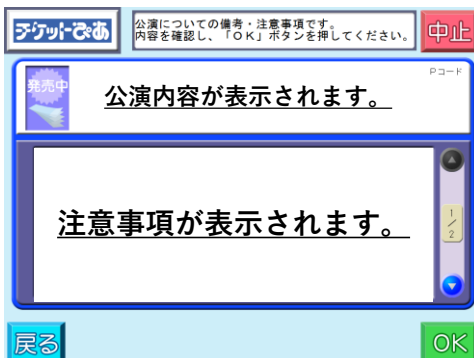 チケットぴあ
公演についての備考・注意事項です。
内容を確認し、「ＯＫ」ボタンを押してください。
中止
発売中
Ｐコード
公演内容が表示されます。
注意事項が表示されます。
1/2
戻る
OK